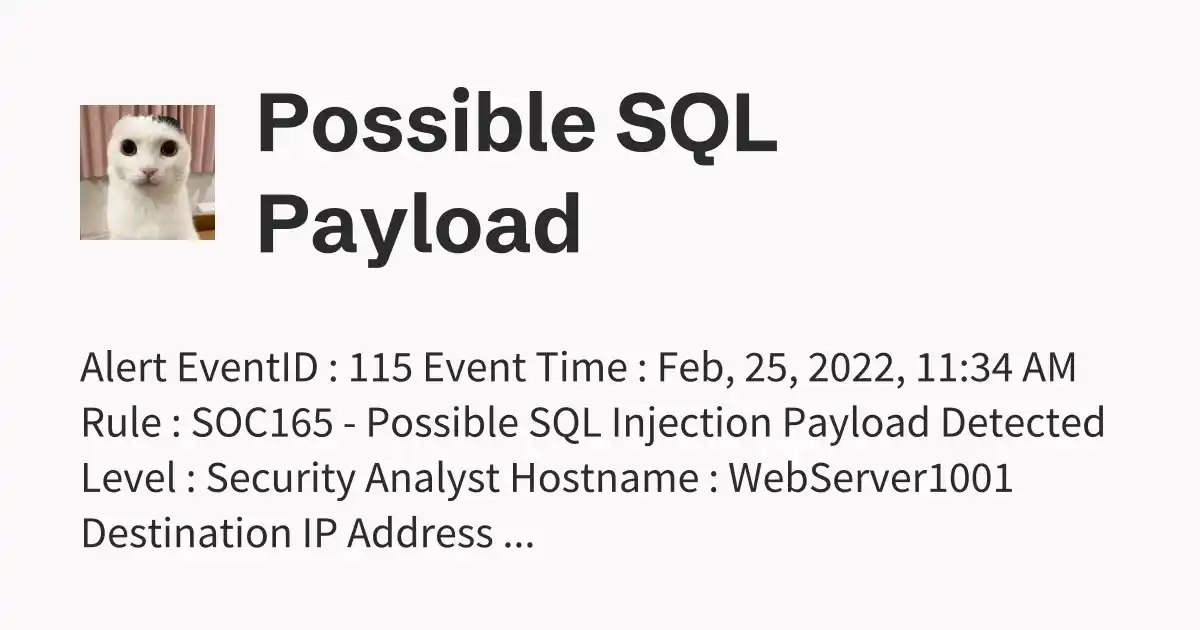 Possible SQL
Payload
Alert EventID : 115 Event Time : Feb, 25, 2022, 11:34 AM
Rule : SOC165 - Possible SQL Injection Payload Detected
Level : Security Analyst Hostname : WebServer1001
Destination IP Address ...